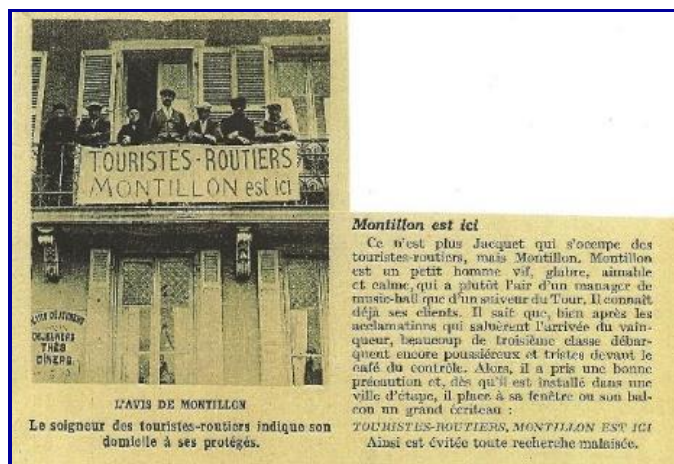 TOURISTES-ROUTIERS
MONTILLON est ici
DEJEUNERS
THÉS
DINERS
L'AVIS DE MONTILLON
Le soigneur des touristes-routiers indique son
domicile à ses protégés.
Montillon est ici
Ce n'est plus Jacquet qui s'occupe des
touristes-routiers, mais Montillon. Montillon
est un petit homme vif, glabre, aimable
et calme, qui a plutôt l'air d'un manager de
music-hall que d'un suiveur du Tour. Il connaît
déjà ses clients. Il sait que, bien après les
acclamations qui saluèrent l'arrivée du vain-
queur, beaucoup de troisième classe débar-
quent encore poussiéreux et tristes devant le
café du contrôle. Alors, il a pris une bonne
précaution et, dès qu'il est installé dans une
ville d'étape, il place à sa fenêtre ou son bal-
con un grand écriteau :
TOURISTES-ROUTIERS, MONTILLON EST ICI
Ainsi est évitée toute recherche malaisée.